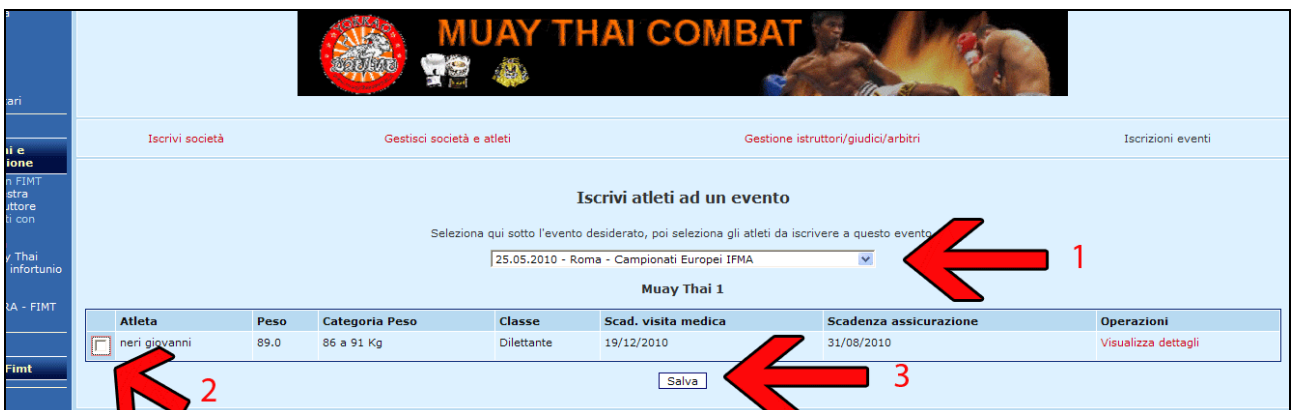 MUAY THAI COMBAT
tari
Iscrivi società Gestisci società e atleti Gestione istruttori/giudici/arbitri Iscrizioni eventi
ni e
ione
n FIMT
stra
uttore
ti con
y Thai
infortunio
RA - FIMT
Fimt
Iscrivi atleti ad un evento
Seleziona qui sotto l'evento desiderato, poi seleziona gli atleti da iscrivere a questo evento
25.05.2010 - Roma - Campionati Europei IFMA
1
Muay Thai 1
Atleta Peso Categoria Peso Classe Scad. visita medica Scadenza assicurazione Operazioni
neri giovanni 89.0 86 a 91 Kg Dilettante 19/12/2010 31/08/2010 Visualizza dettagli
Salva
3
2